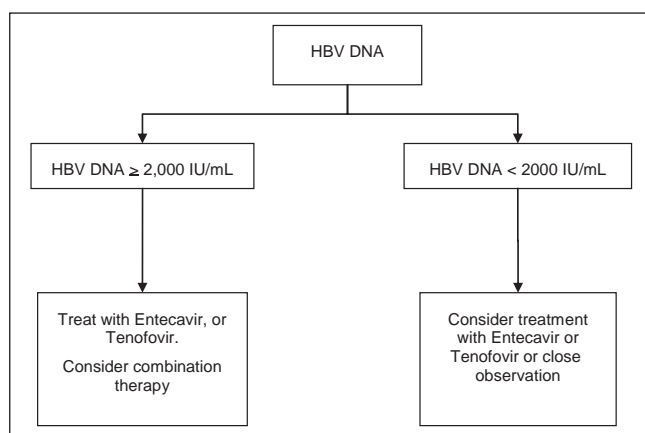 HBV DNA
HBV DNA ≥ 2,000 IU/mL
HBV DNA < 2000 IU/mL
Treat with Entecavir, or
Tenofovir.
Consider combination
therapy
Consider treatment
with Entecavir or
Tenofovir or close
observation